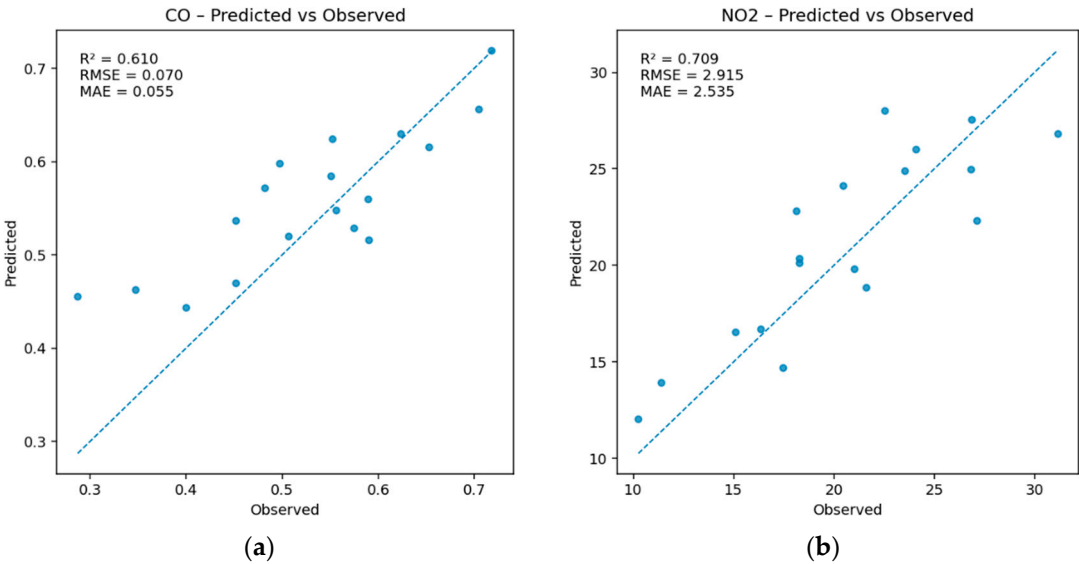 CO – Predicted vs Observed
R² = 0.610
RMSE = 0.070
MAE = 0.055
0.7
0.6
0.5
0.4
0.3
Predicted
0.3 0.4 0.5 0.6 0.7
Observed
(a)
NO2 – Predicted vs Observed
R² = 0.709
RMSE = 2.915
MAE = 2.535
30
25
20
15
10
Predicted
10 15 20 25 30
Observed
(b)